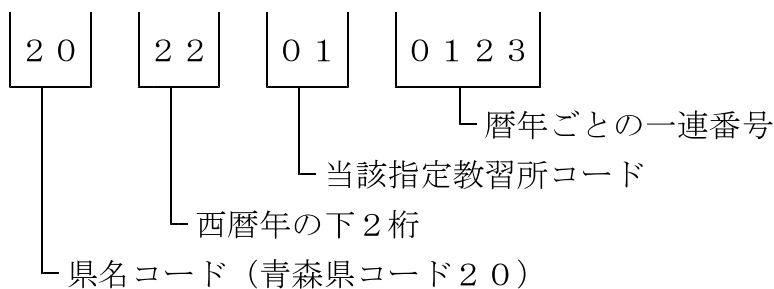 ２０　２２　０１　０１２３
暦年ごとの一連番号
当該指定教習所コード
西暦年の下２桁
県名コード（青森県コード２０）